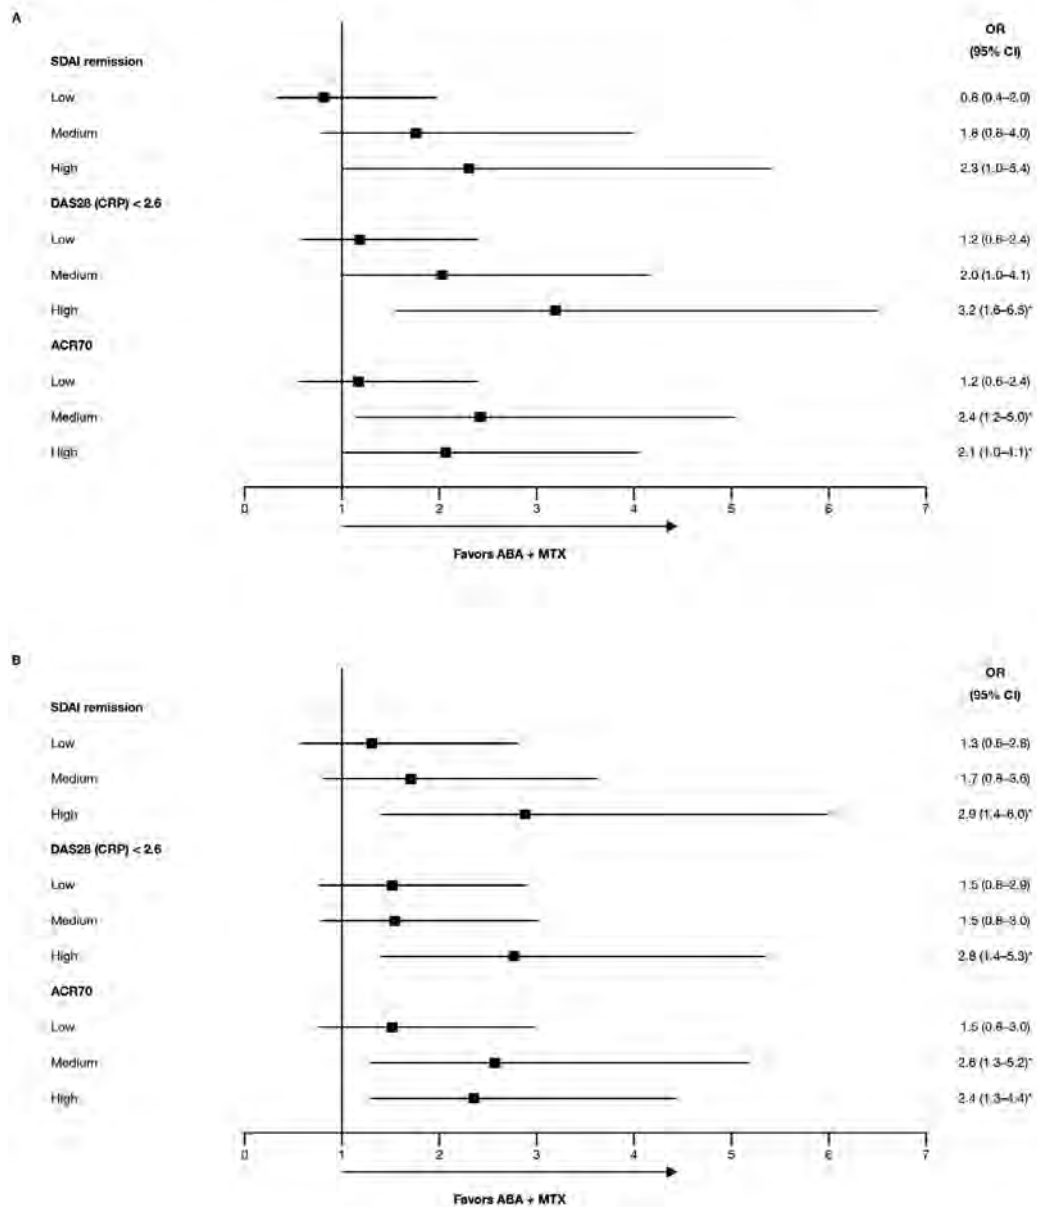 A
OR
(95% CI)
SDAI remission
Low 0.8 (0.4–2.0)
Medium 1.8 (0.8–4.0)
High 2.3 (1.0–5.4)
DAS28 (CRP) < 2.6
Low 1.2 (0.6–2.4)
Medium 2.0 (1.0–4.1)
High 3.2 (1.6–6.5)*
ACR70
Low 1.2 (0.6–2.4)
Medium 2.4 (1.2–5.0)*
High 2.1 (1.0–4.1)*
0 1 2 3 4 5 6 7
Favors ABA + MTX
B
OR
(95% CI)
SDAI remission
Low 1.3 (0.6–2.8)
Medium 1.7 (0.8–3.6)
High 2.9 (1.4–6.0)*
DAS28 (CRP) < 2.6
Low 1.5 (0.8–2.9)
Medium 1.5 (0.8–3.0)
High 2.8 (1.4–5.3)*
ACR70
Low 1.5 (0.8–3.0)
Medium 2.6 (1.3–5.2)*
High 2.4 (1.3–4.4)*
0 1 2 3 4 5 6 7
Favors ABA + MTX